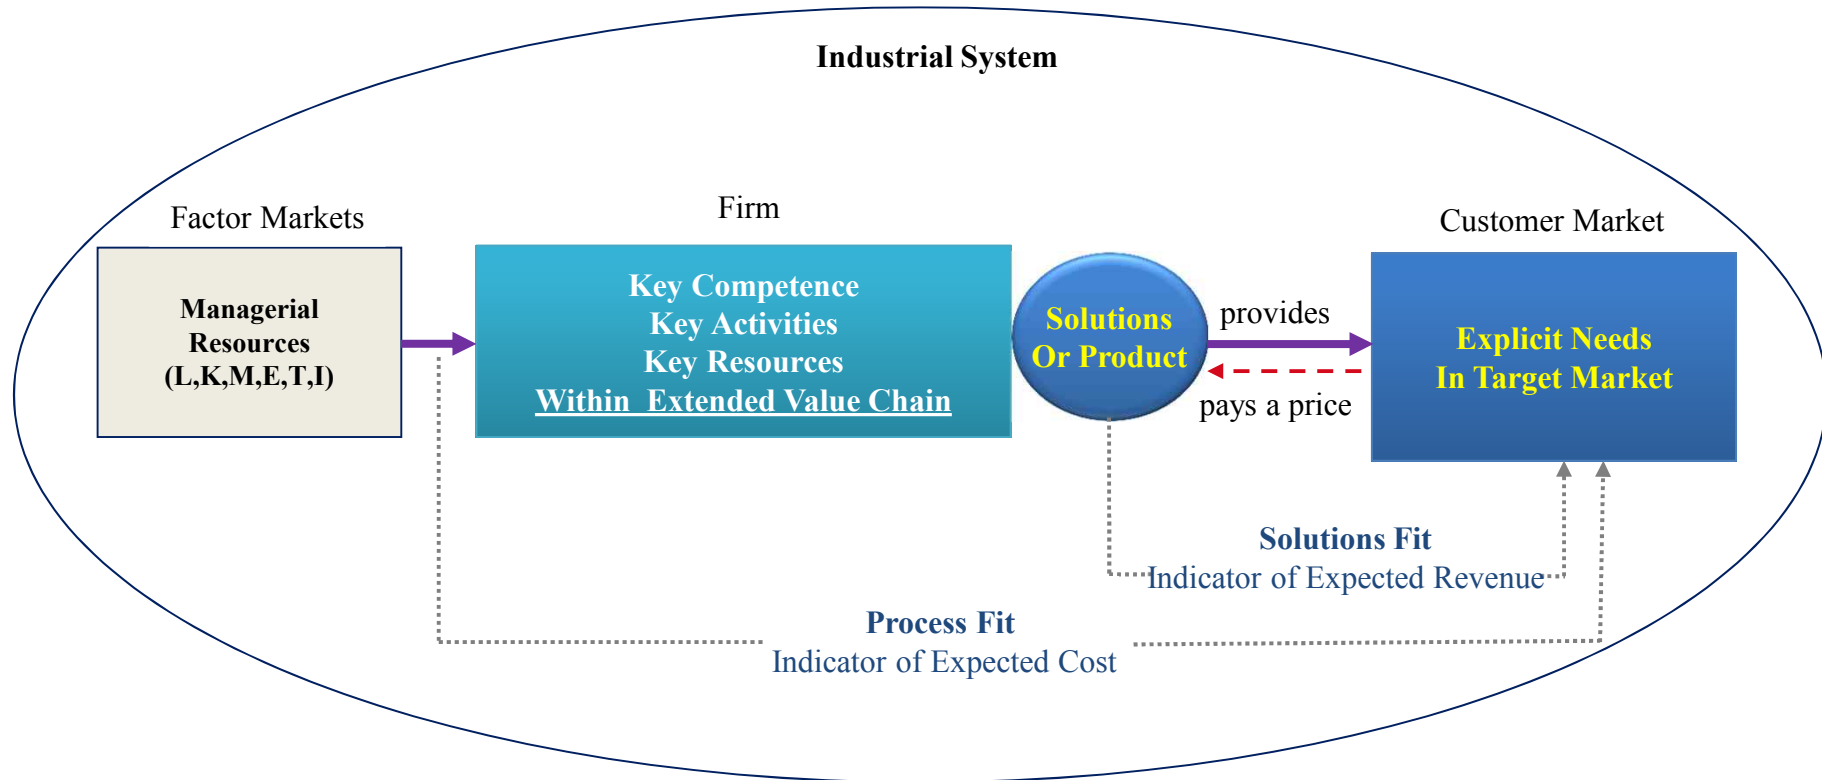 Industrial System
Factor Markets
Managerial
Resources
(L,K,M,E,T,I)
Firm
Key Competence
Key Activities
Key Resources
Within Extended Value Chain
Solutions
Or Product
provides
pays a price
Customer Market
Explicit Needs
In Target Market
Solutions Fit
Indicator of Expected Revenue
Process Fit
Indicator of Expected Cost